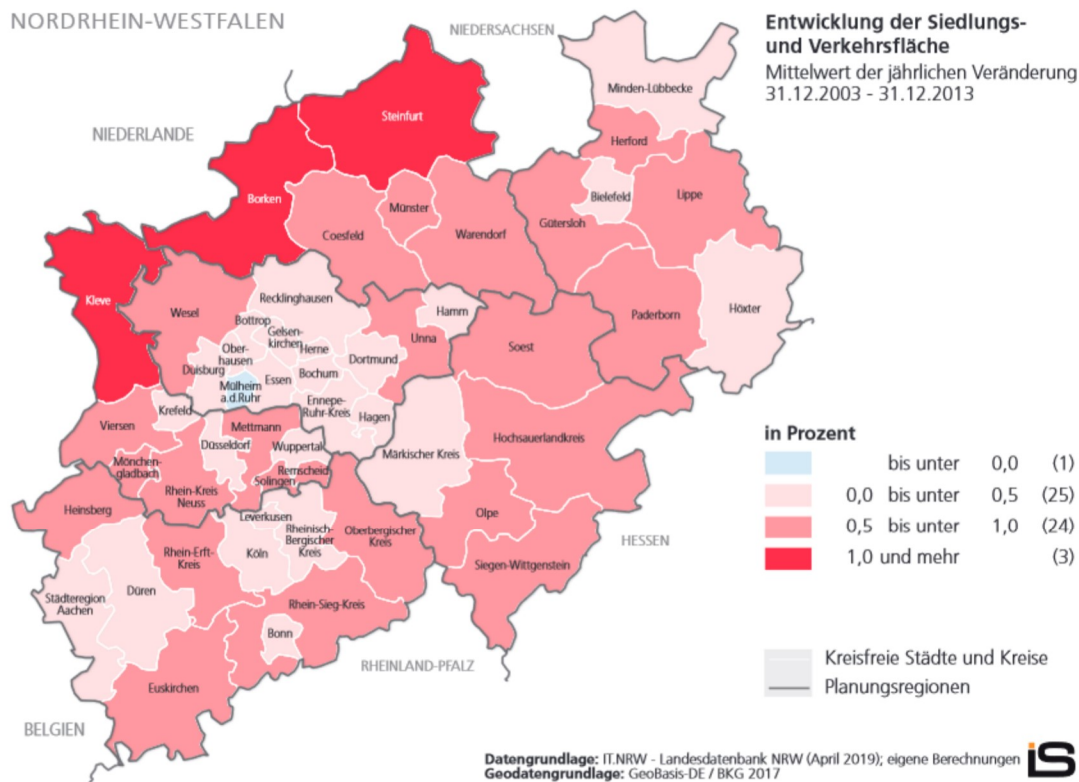 NORDRHEIN-WESTFALEN
NIEDERSACHSEN
Entwicklung der Siedlungs-
und Verkehrsfläche
Mittelwert der jährlichen Veränderung
31.12.2003 - 31.12.2013
NIEDERLANDE
Minden-Lübbecke
Steinfurt
Herford
Borken
Bielefeld
Lippe
Münster
Coesfeld
Warendorf
Gütersloh
Kleve
Recklinghausen
Wesel
Hamm
Höxter
Paderborn
Bottrop
Gelsen-
kirchen
Herne
Unna
Soest
Ober-
hausen
Dortmund
Duisburg
Essen
Bochum
Mülheim
a.d.Ruhr
Ennepe-
Ruhr-Kreis
Hagen
Krefeld
Viersen
Mettmann
Düsseldorf
Wuppertal
Märkischer Kreis
Hochsauerlandkreis
Mönchen-
gladbach
Remscheid
Solingen
Rhein-Kreis
Neuss
Heinsberg
Leverkusen
Rheinisch-
Bergischer
Kreis
Oberbergischer
Kreis
Olpe
Rhein-Erft-
Kreis
Köln
Siegen-Wittgenstein
HESSEN
Düren
Städteregion
Aachen
Rhein-Sieg-Kreis
Bonn
Euskirchen
RHEINLAND-PFALZ
BELGIEN
in Prozent
bis unter 0,0 (1)
0,0 bis unter 0,5 (25)
0,5 bis unter 1,0 (24)
1,0 und mehr (3)
Kreisfreie Städte und Kreise
Planungsregionen
Datengrundlage: IT.NRW - Landesdatenbank NRW (April 2019); eigene Berechnungen
Geodatengrundlage: GeoBasis-DE / BKG 2017
iS